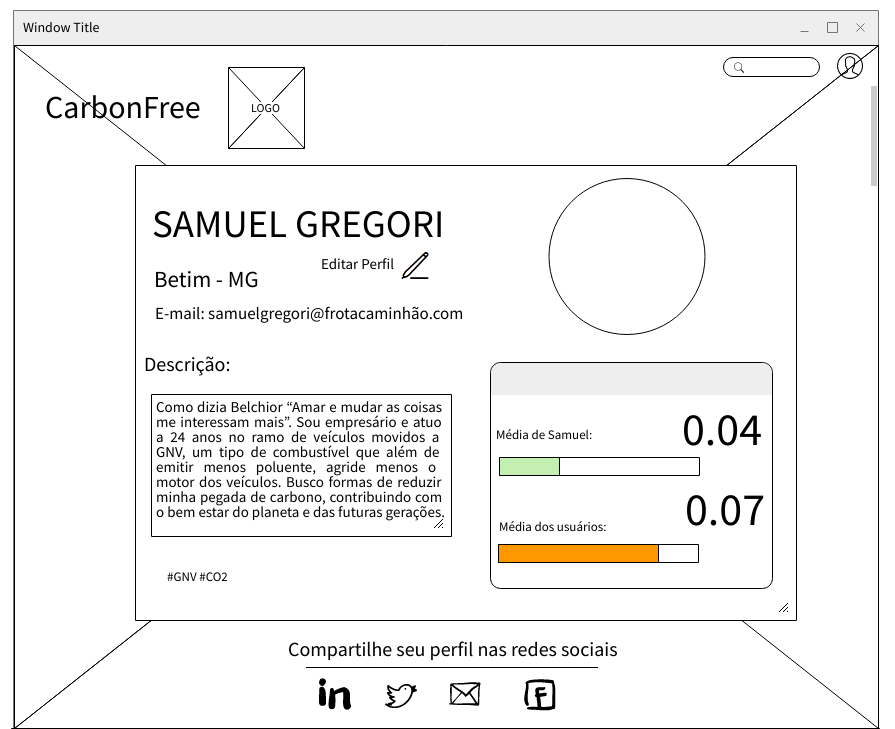 Window Title
CarbonFree
LOGO
SAMUEL GREGORI
Editar Perfil
Betim - MG
E-mail: samuelgregori@frotacaminhão.com
Descrição:
Como dizia Belchior “Amar e mudar as coisas
me interessam mais”. Sou empresário e atuo
a 24 anos no ramo de veículos movidos a
GNV, um tipo de combustível que além de
emitir menos poluente, agride menos o
motor dos veículos. Busco formas de reduzir
minha pegada de carbono, contribuindo com
o bem estar do planeta e das futuras gerações.
#GNV #CO2
Média de Samuel:
0.04
Média dos usuários:
0.07
Compartilhe seu perfil nas redes sociais
in
f